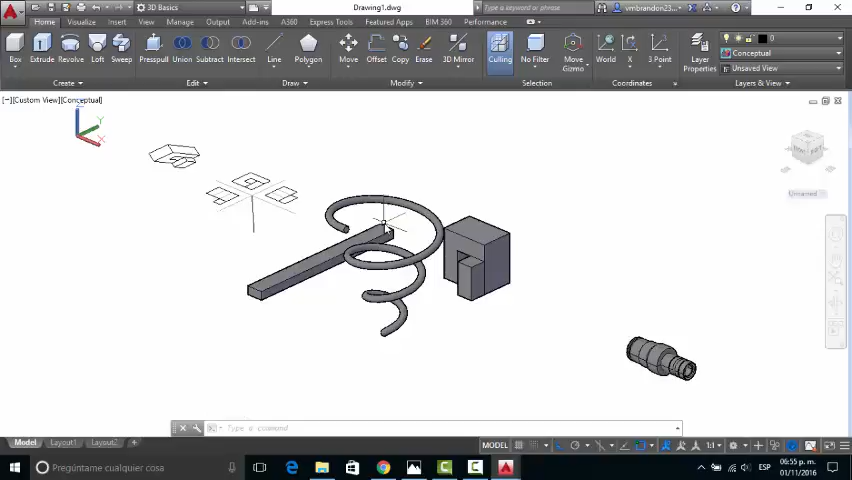 3D Basics
Drawing1.dwg
Type a keyword or phrase
vmbrandon23...
Home Visualize Insert View Manage Output Add-ins A360 Express Tools Featured Apps BIM 360 Performance
Box Extrude Revolve Loft Sweep Presspull Union Subtract Intersect Line Polygon Move Offset Copy Erase 3D Mirror Culling No Filter Move Gizmo World X 3 Point Layer Properties
0
Conceptual
Unsaved View
Create Edit Draw Modify Selection Coordinates Layers & View
[−][Custom View][Conceptual]
Z
Y
X
Unnamed
Type a command
Model Layout1 Layout2 + MODEL 1:1
Pregúntame cualquier cosa
ESP
06:55 p. m.
01/11/2016